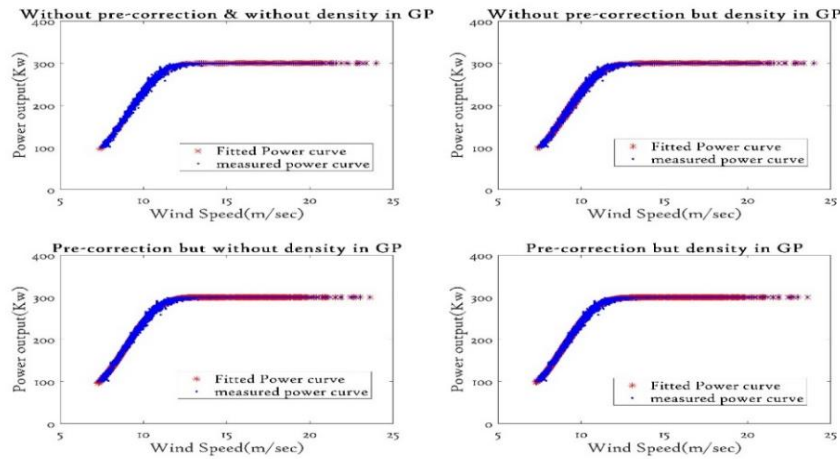 Without pre-correction & without density in GP
400
300
200
100
0
Power output(Kw)
Fitted Power curve
measured power curve
5
10
15
20
25
Wind Speed(m/sec)
Without pre-correction but density in GP
400
300
200
100
0
Power output(Kw)
Fitted Power curve
measured power curve
5
10
15
20
25
Wind Speed(m/sec)
Pre-correction but without density in GP
400
300
200
100
0
Power output(Kw)
Fitted Power curve
measured power curve
5
10
15
20
25
Wind Speed(m/sec)
Pre-correction but density in GP
400
300
200
100
0
Power output(Kw)
Fitted Power curve
measured power curve
5
10
15
20
25
Wind Speed(m/sec)